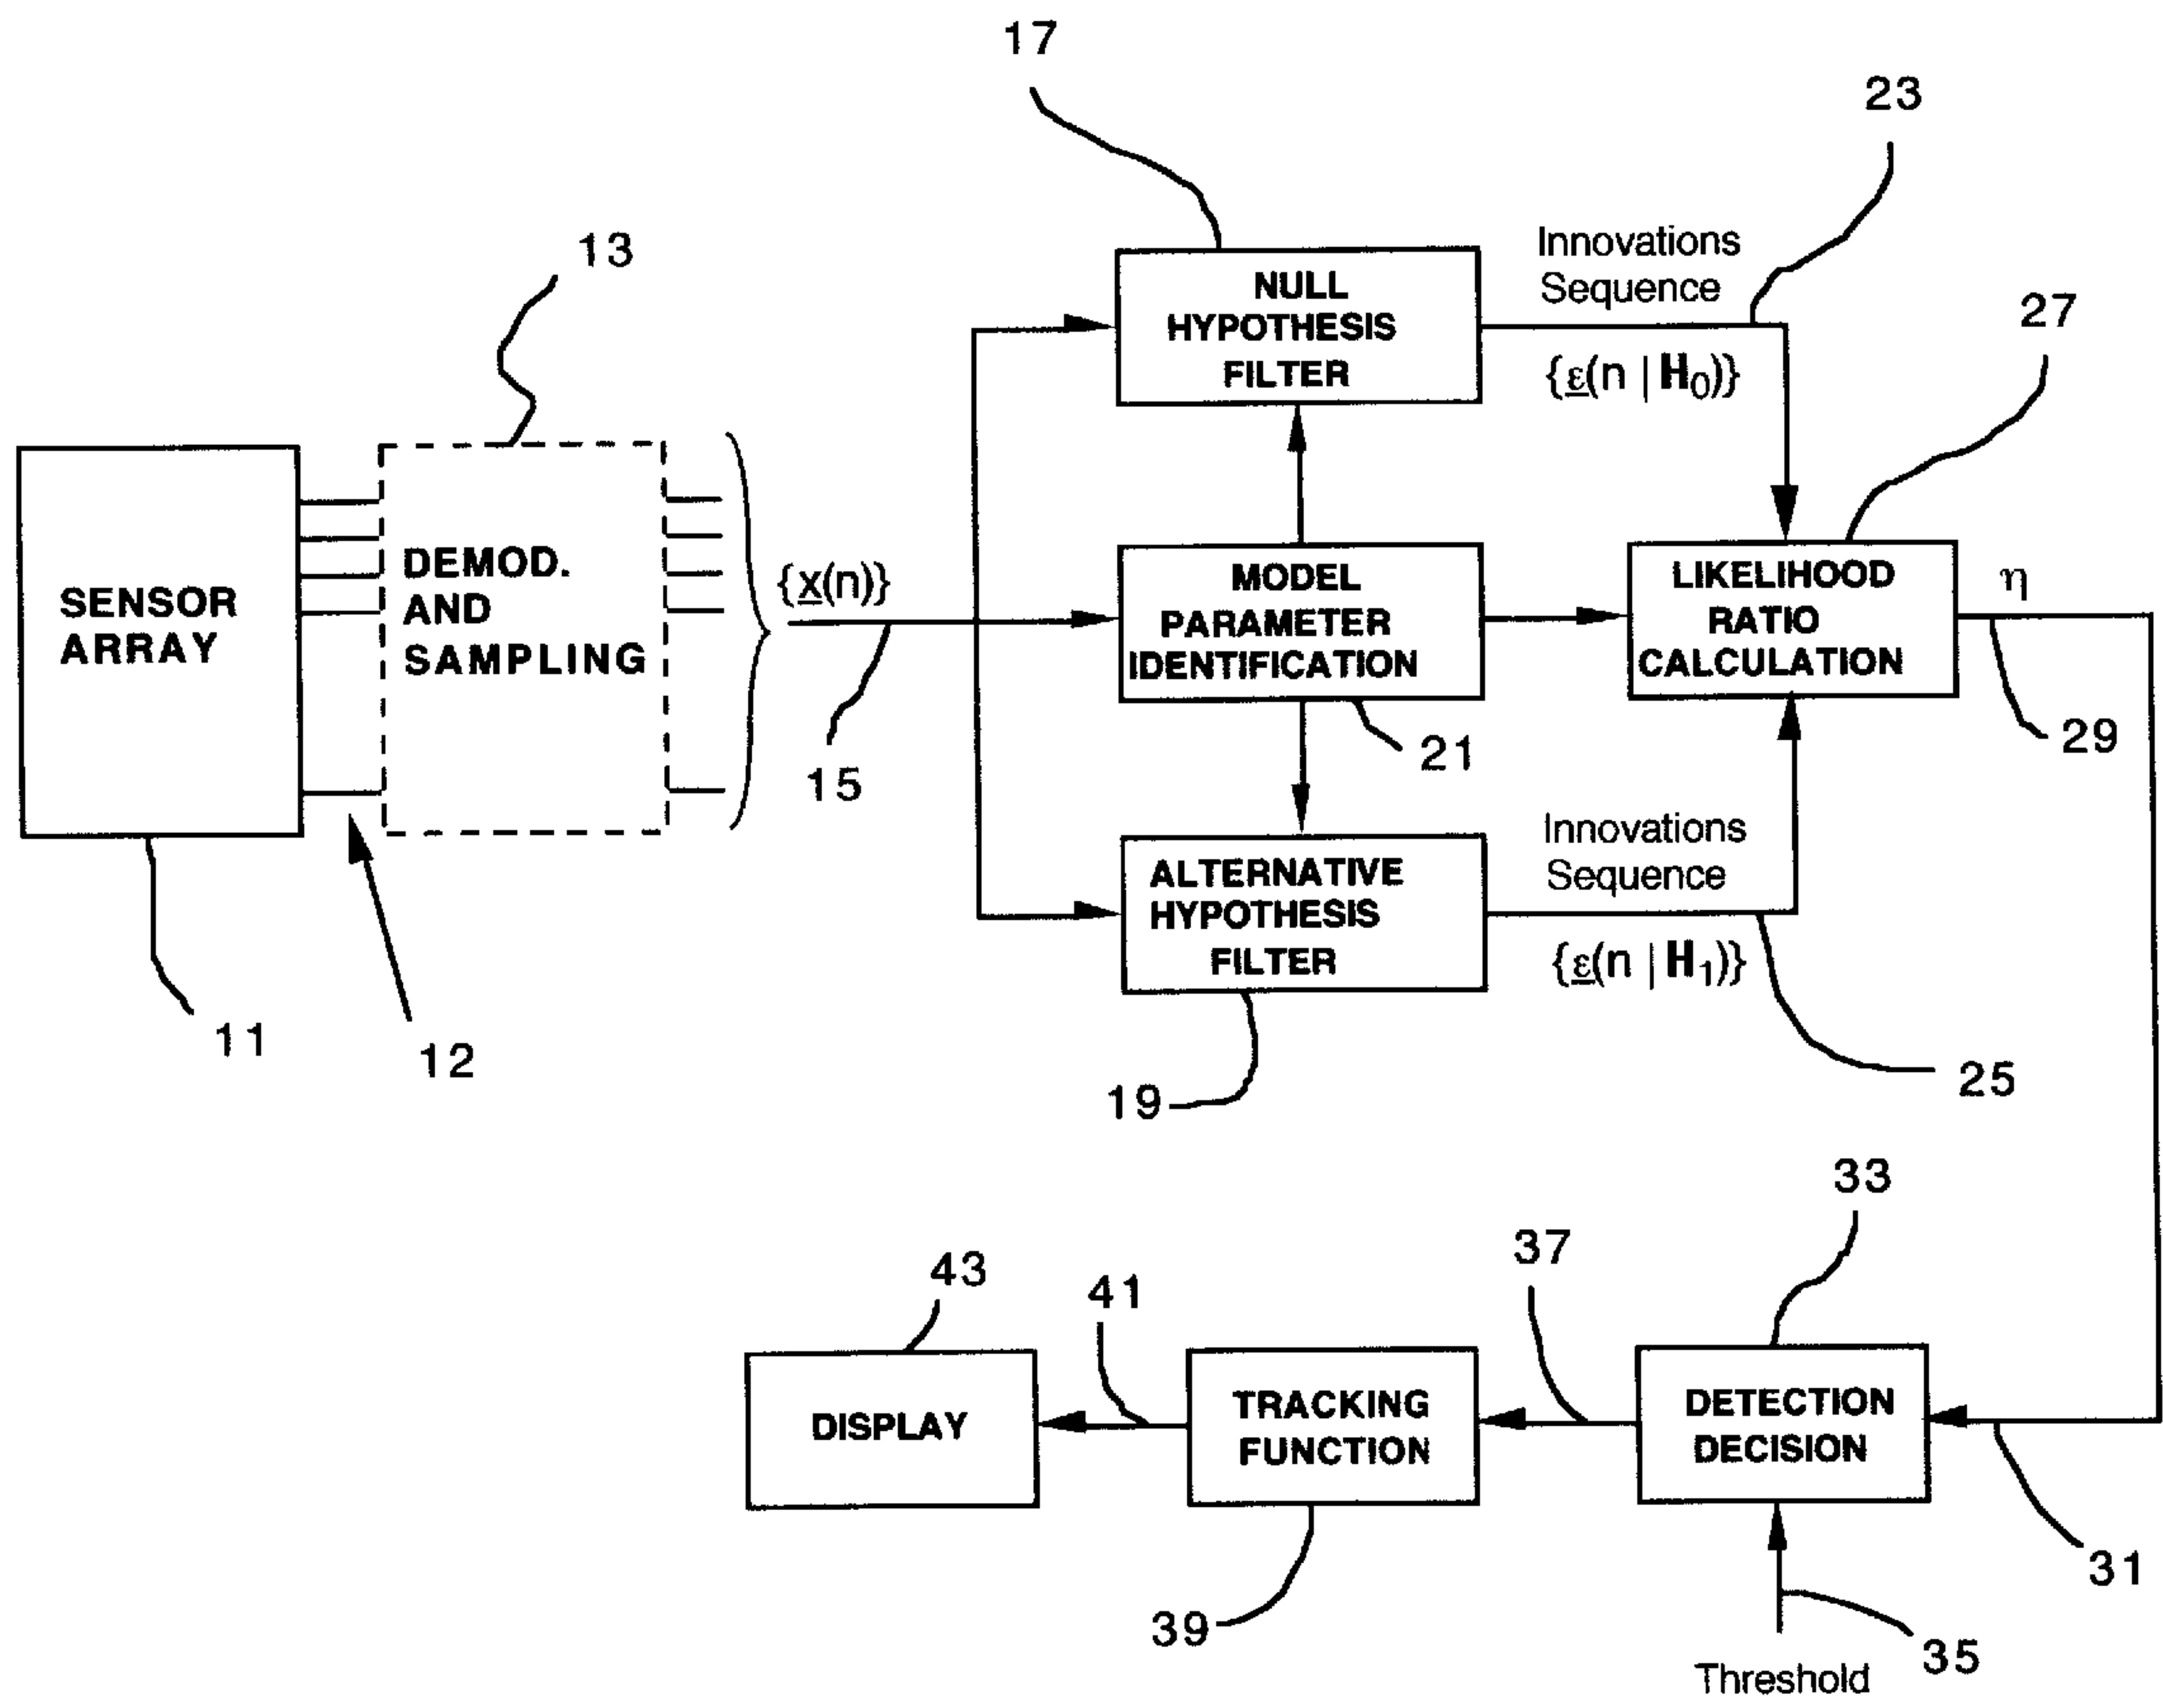 17
23
13
Innovations
Sequence
NULL
HYPOTHESIS
FILTER
27
{ε(n | H₀)}
SENSOR
ARRAY
DEMOD.
AND
SAMPLING
{x(n)}
MODEL
PARAMETER
IDENTIFICATION
LIKELIHOOD
RATIO
CALCULATION
η
29
21
15
Innovations
Sequence
ALTERNATIVE
HYPOTHESIS
FILTER
{ε(n | H₁)}
11
12
19
25
33
37
43
41
DISPLAY
TRACKING
FUNCTION
DETECTION
DECISION
31
39
35
Threshold